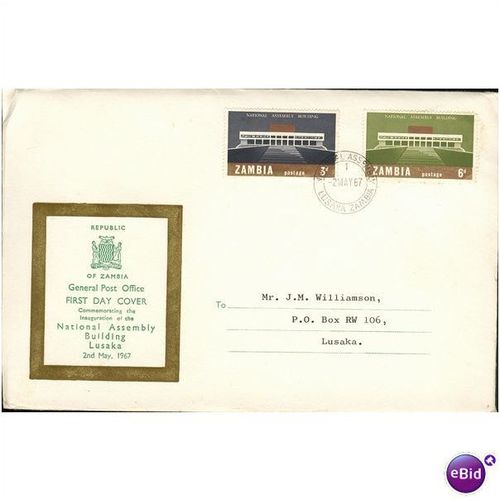 NATIONAL ASSEMBLY BUILDING
ZAMBIA postage 3d
NATIONAL ASSEMBLY BUILDING
ZAMBIA postage 6d
1
-2 MAY 67
LUSAKA ZAMBIA
REPUBLIC
OF ZAMBIA
General Post Office
FIRST DAY COVER
Commemorating the
Inauguration of the
National Assembly
Building
Lusaka
2nd May, 1967
To
Mr. J.M. Williamson,
P.O. Box RW 106,
Lusaka.
eBid